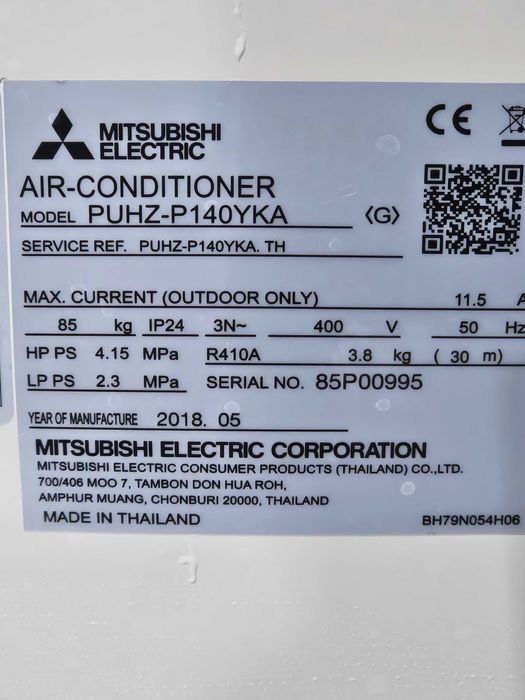 MITSUBISHI
ELECTRIC
CE
AIR-CONDITIONER
MODEL PUHZ-P140YKA 〈G〉
SERVICE REF. PUHZ-P140YKA. TH
MAX. CURRENT (OUTDOOR ONLY) 11.5 A
85 kg IP24 3N~ 400 V 50 Hz
HP PS 4.15 MPa R410A 3.8 kg ( 30 m)
LP PS 2.3 MPa SERIAL NO. 85P00995
YEAR OF MANUFACTURE 2018. 05
MITSUBISHI ELECTRIC CORPORATION
MITSUBISHI ELECTRIC CONSUMER PRODUCTS (THAILAND) CO.,LTD.
700/406 MOO 7, TAMBON DON HUA ROH,
AMPHUR MUANG, CHONBURI 20000, THAILAND
MADE IN THAILAND BH79N054H06